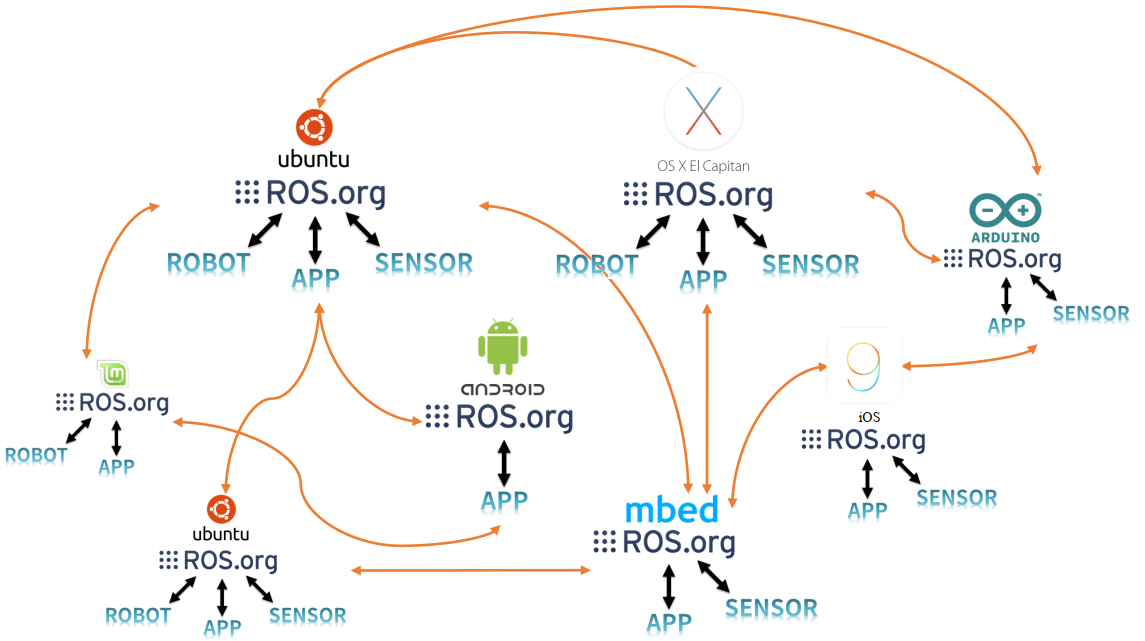 ubuntu
ROS.org
ROBOT
APP
SENSOR
OS X El Capitan
ROS.org
ROBOT
APP
SENSOR
ARDUINO
ROS.org
APP
SENSOR
ROS.org
ROBOT
APP
ANDROID
ROS.org
APP
9
iOS
ROS.org
APP
SENSOR
ubuntu
ROS.org
ROBOT
APP
SENSOR
mbed
ROS.org
APP
SENSOR